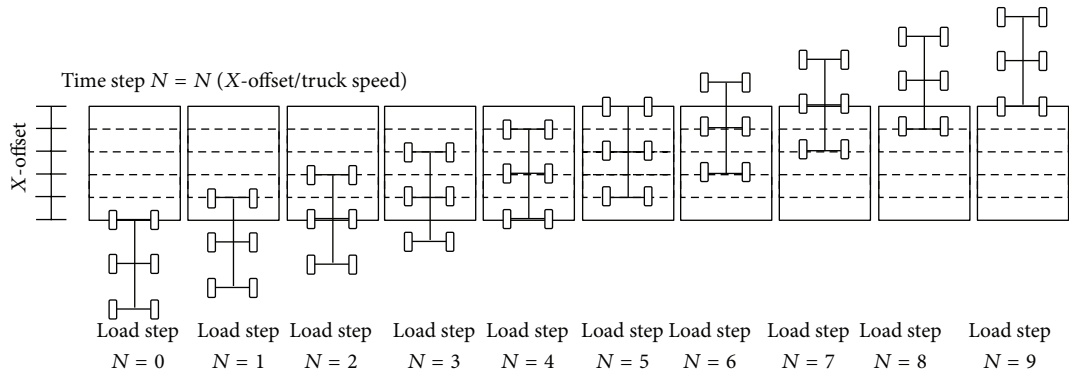 Time step N = N (X-offset/truck speed)
X-offset
Load step Load step Load step Load step Load step Load step Load step Load step Load step Load step
N = 0 N = 1 N = 2 N = 3 N = 4 N = 5 N = 6 N = 7 N = 8 N = 9